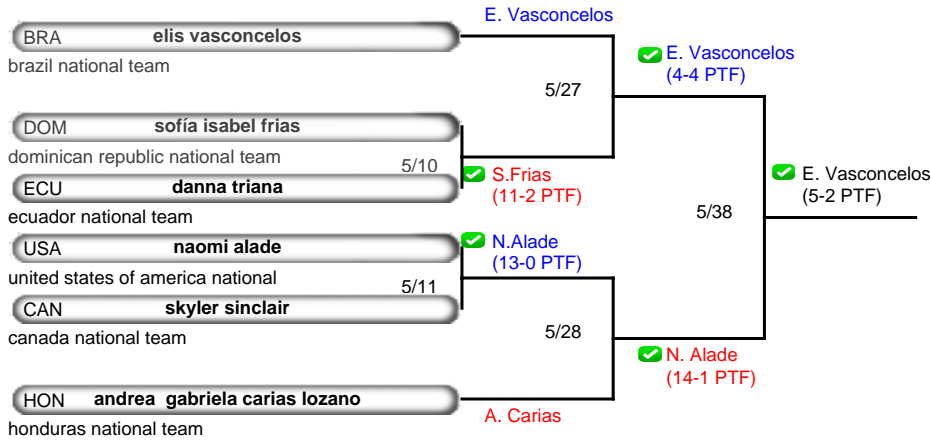 E. Vasconcelos
BRA elis vasconcelos
brazil national team
E. Vasconcelos
(4-4 PTF)
5/27
DOM sofía isabel frias
dominican republic national team
5/10
S.Frias
(11-2 PTF)
ECU danna triana
ecuador national team
E. Vasconcelos
(5-2 PTF)
5/38
USA naomi alade
united states of america national
N.Alade
(13-0 PTF)
5/11
CAN skyler sinclair
canada national team
5/28
N. Alade
(14-1 PTF)
HON andrea gabriela carias lozano
honduras national team
A. Carias